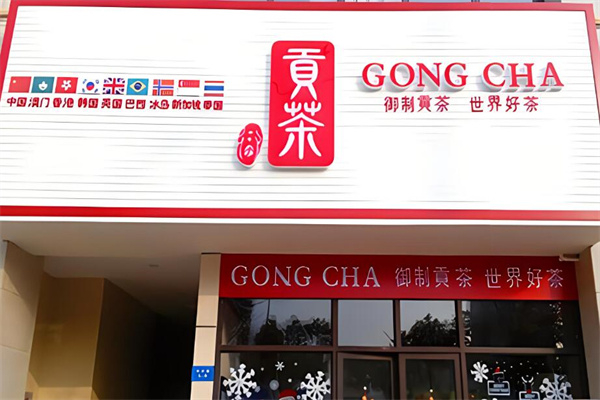 中国 澳门 香港 韩国 英国 巴西 冰岛 新加坡 泰国
貢茶
GONG CHA
御制貢茶 世界好茶
GONG CHA 御制貢茶 世界好茶